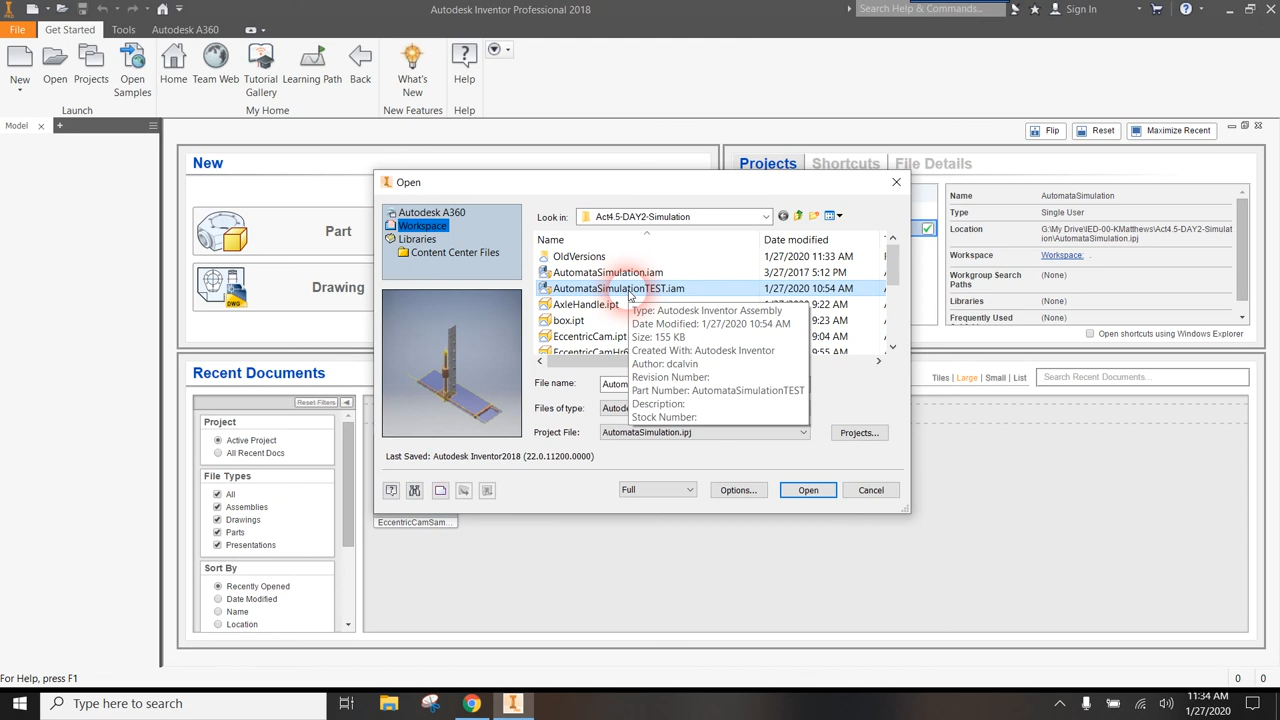 Autodesk Inventor Professional 2018
Search Help & Commands...
Sign In
File
Get Started
Tools
Autodesk A360
New
Open
Projects
Open
Samples
Home
Team Web
Tutorial
Gallery
Learning Path
Back
What's
New
Help
Launch
My Home
New Features
Help
Model
Flip
Reset
Maximize Recent
New
Projects
Shortcuts
File Details
Part
Drawing
Name
AutomataSimulation
Type
Single User
Location
G:\My Drive\IED-00-KMatthews\Act4.5-DAY2-Simulat
ion\AutomataSimulation.ipj
Workspace
Workspace
Workgroup Search
Paths
(None)
Libraries
(None)
Frequently Used
(None)
Open shortcuts using Windows Explorer
Open
Autodesk A360
Workspace
Libraries
Content Center Files
Look in:
Act4.5-DAY2-Simulation
Name
Date modified
OldVersions
1/27/2020 11:33 AM
AutomataSimulation.iam
3/27/2017 5:12 PM
AutomataSimulationTEST.iam
1/27/2020 10:54 AM
AxleHandle.ipt
9:22 AM
box.ipt
9:23 AM
EccentricCam.ipt
9:04 AM
9:55 AM
Type: Autodesk Inventor Assembly
Date Modified: 1/27/2020 10:54 AM
Size: 155 KB
Created With: Autodesk Inventor
Author: dcalvin
Revision Number:
Part Number: AutomataSimulationTEST
Description:
Stock Number:
File name:
Autom
Files of type:
Autode
Project File:
AutomataSimulation.ipj
Projects...
Last Saved: Autodesk Inventor2018 (22.0.11200.0000)
Full
Options...
Open
Cancel
Recent Documents
Tiles | Large | Small | List
Search Recent Documents...
Reset Filters
Project
Active Project
All Recent Docs
File Types
All
Assemblies
Drawings
Parts
Presentations
Sort By
Recently Opened
Date Modified
Name
Location
EccentricCamSam...
For Help, press F1
0
0
Type here to search
11:34 AM
1/27/2020